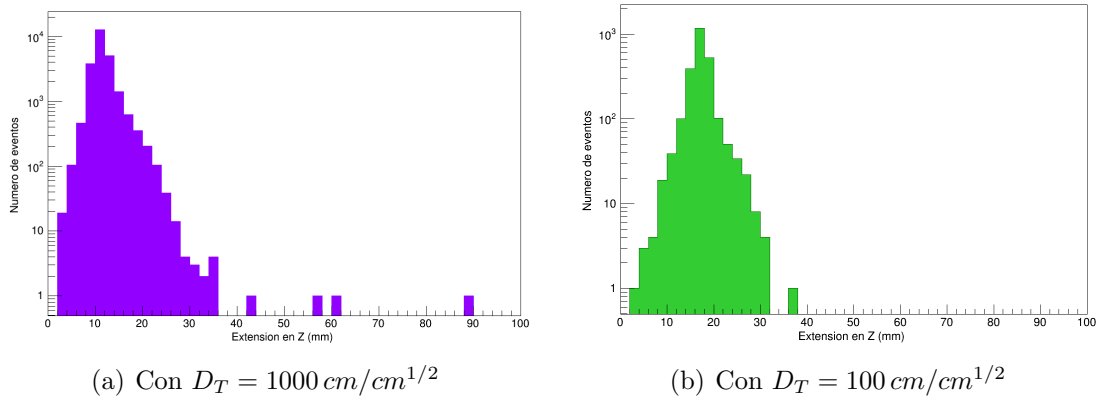 Numero de eventos
10^4
10^3
10^2
10
1
0 10 20 30 40 50 60 70 80 90 100
Extension en Z (mm)
(a) Con D_T = 1000 cm/cm^{1/2}
Numero de eventos
10^3
10^2
10
1
0 10 20 30 40 50 60 70 80 90 100
Extension en Z (mm)
(b) Con D_T = 100 cm/cm^{1/2}